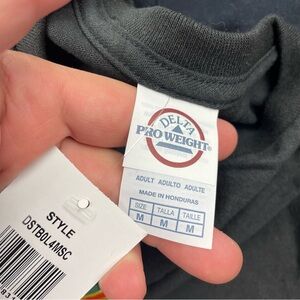 DELTA
PRO WEIGHT®
ADULT ADULTO ADULTE
MADE IN HONDURAS
SIZE TALLA TAILLE
M M M
STYLE
DSTB0L4MSC